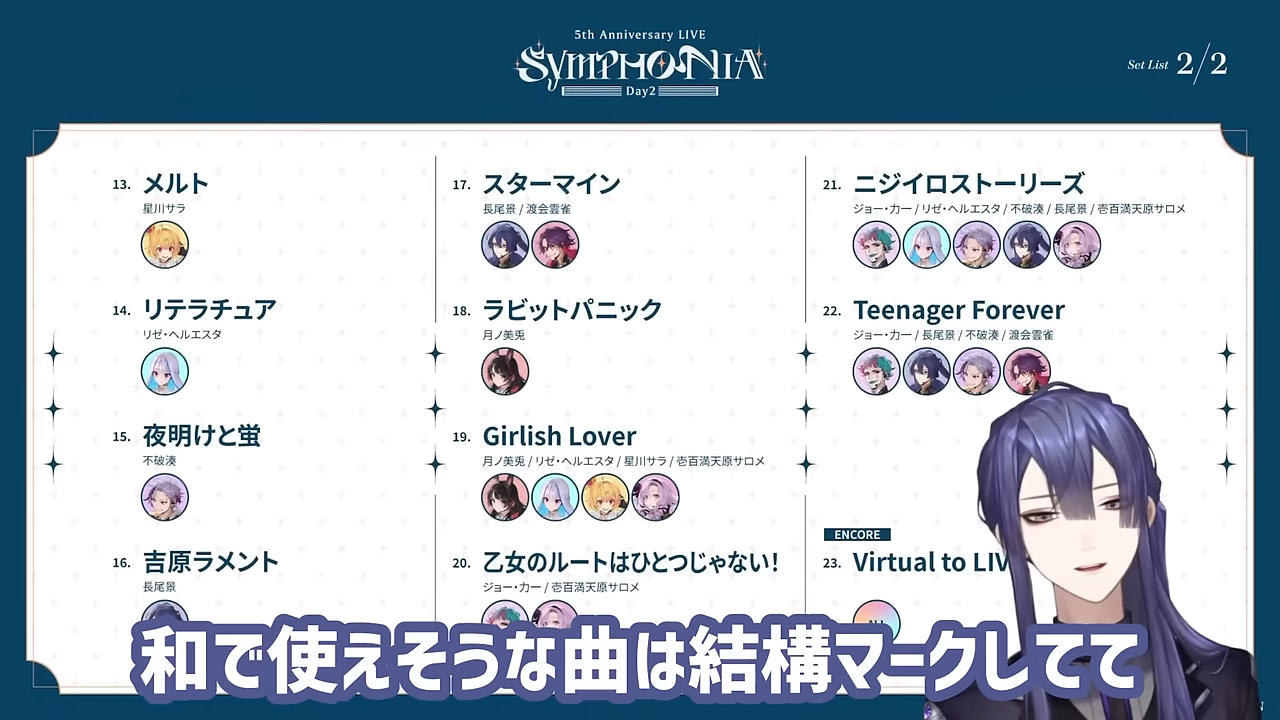 5th Anniversary LIVE
SYMPHONIA
Day2
Set List 2/2
13. メルト
星川サラ
14. リテラチュア
リゼ・ヘルエスタ
15. 夜明けと蛍
不破湊
16. 吉原ラメント
長尾景
17. スターマイン
長尾景 / 渡会雲雀
18. ラビットパニック
月ノ美兎
19. Girlish Lover
月ノ美兎 / リゼ・ヘルエスタ / 星川サラ / 壱百満天原サロメ
20. 乙女のルートはひとつじゃない!
ジョー・力一 / 壱百満天原サロメ
21. ニジイロストーリーズ
ジョー・力一 / リゼ・ヘルエスタ / 不破湊 / 長尾景 / 壱百満天原サロメ
22. Teenager Forever
ジョー・力一 / 長尾景 / 不破湊 / 渡会雲雀
ENCORE
23. Virtual to LIV
和で使えそうな曲は結構マークしてて